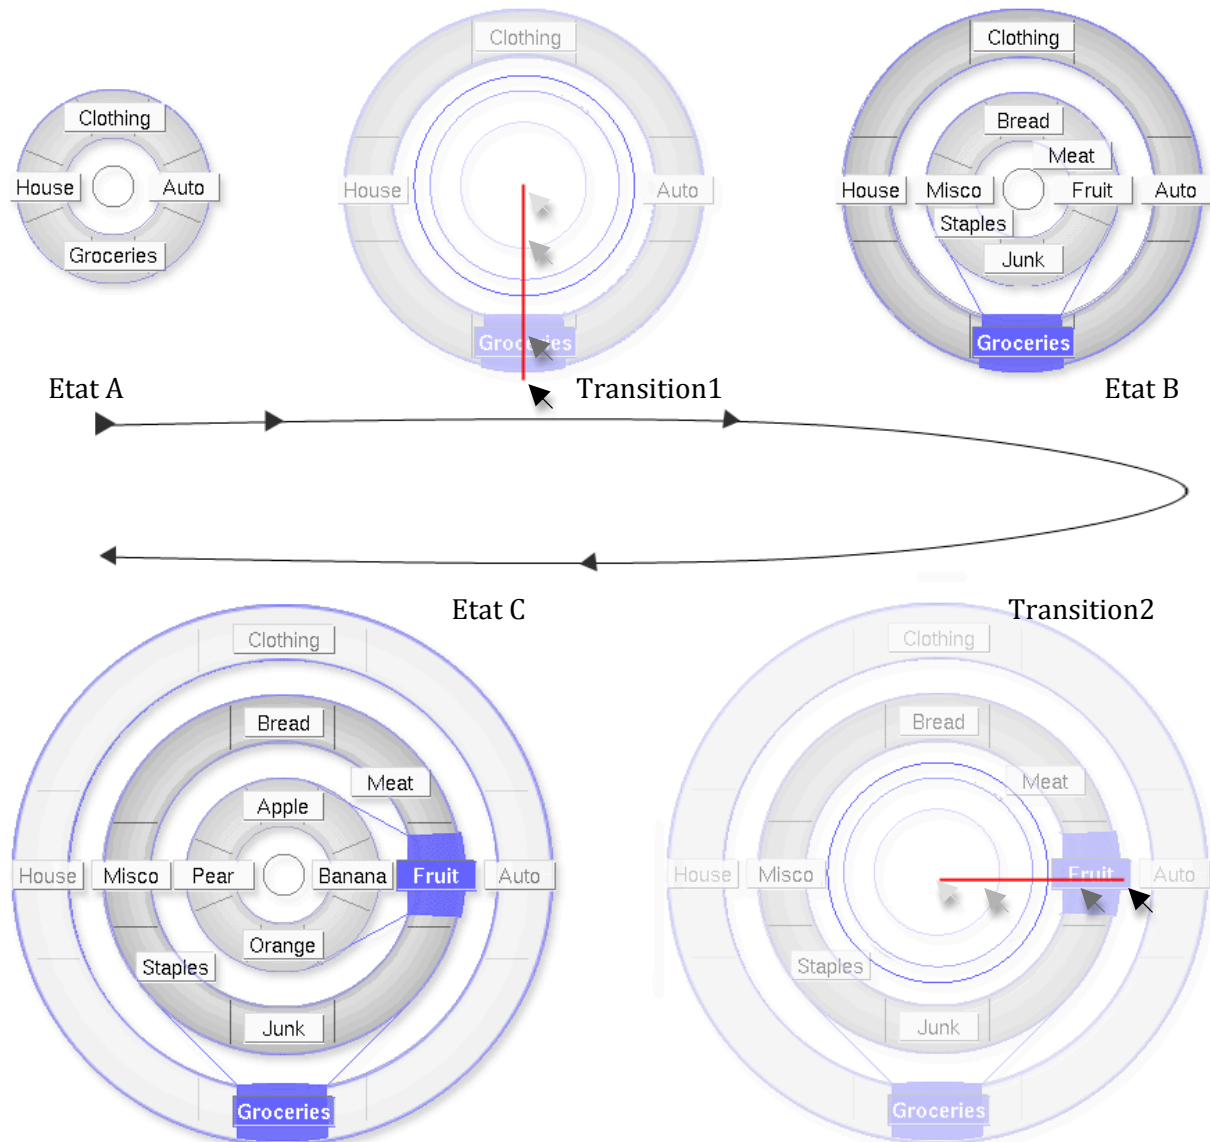 Clothing
House
Auto
Groceries
Etat A
Clothing
House
Auto
Groceries
Transition1
Clothing
Bread
Meat
House
Misco
Fruit
Auto
Staples
Junk
Groceries
Etat B
Etat C
Clothing
Bread
Meat
Apple
House
Misco
Pear
Banana
Fruit
Auto
Orange
Staples
Junk
Groceries
Transition2
Clothing
Bread
Meat
House
Misco
Fruit
Auto
Staples
Junk
Groceries